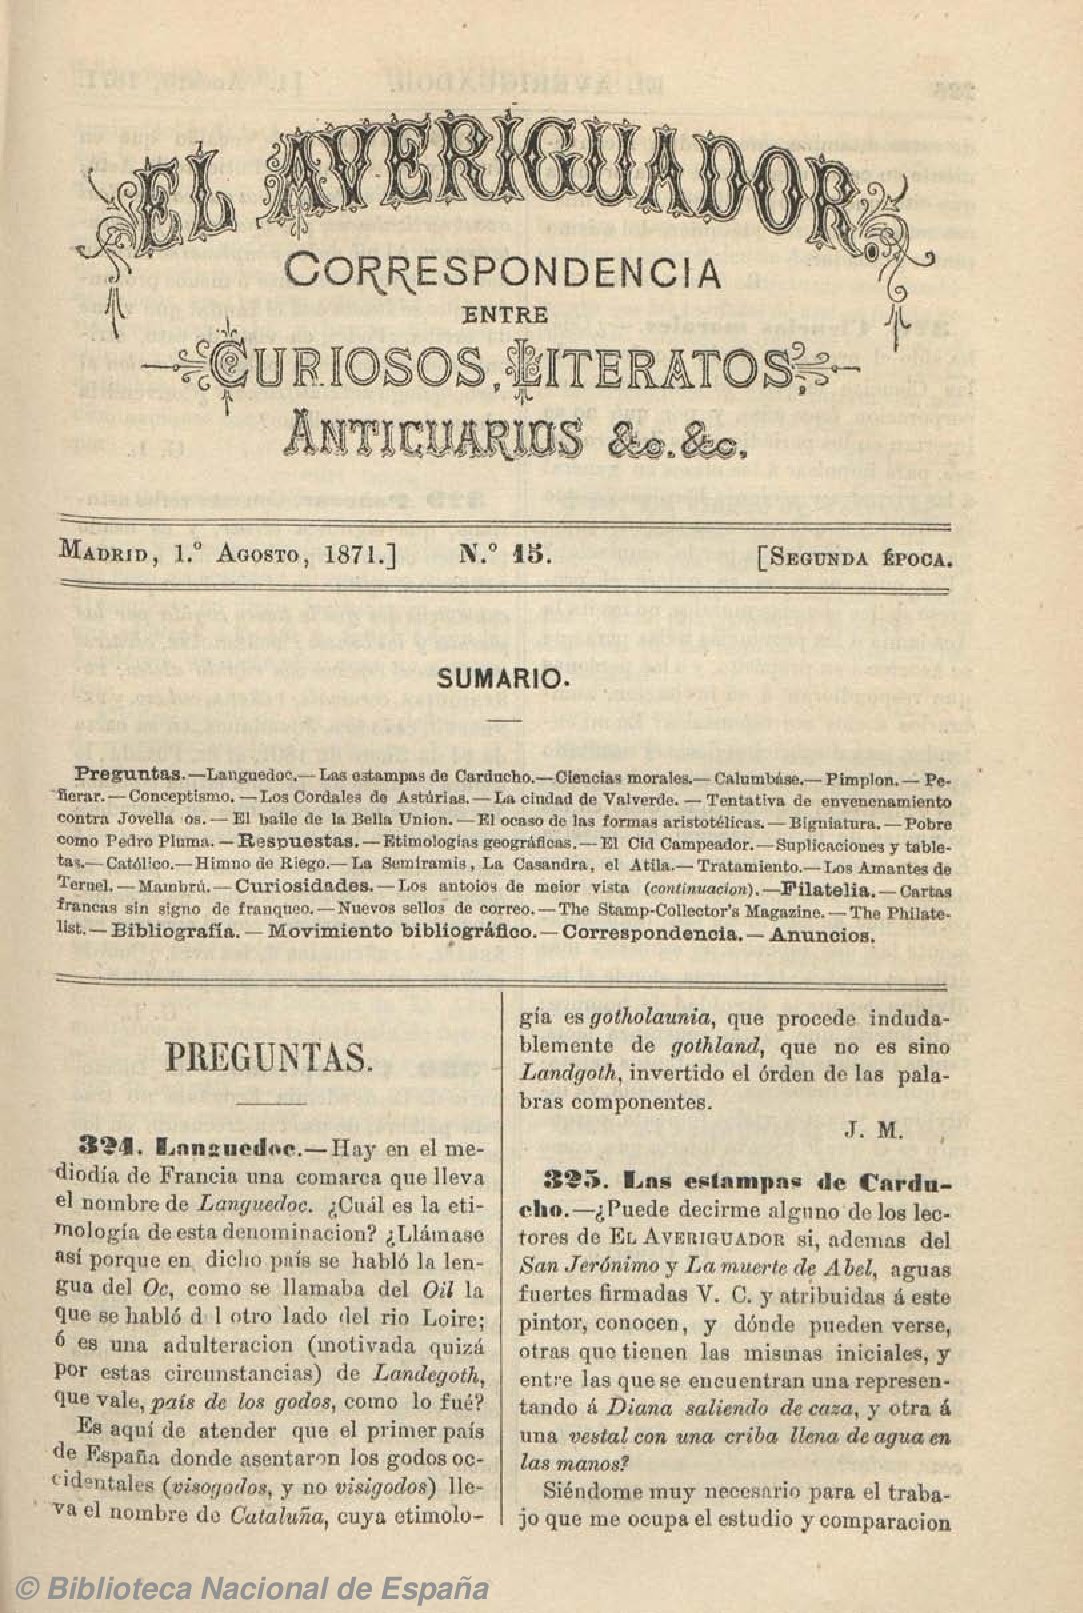 EL AVERIGUADOR.
CORRESPONDENCIA
ENTRE
CURIOSOS, LITERATOS,
ANTICUARIOS &c. &c.
MADRID, 1.º AGOSTO, 1871.] N.º 15. [SEGUNDA ÉPOCA.
SUMARIO.
Preguntas.—Languedoc.—Las estampas de Carducho.—Ciencias morales.—Calumbáse.—Pimplon.—Pe-
ñerar.—Conceptismo.—Los Cordales de Astúrias.—La ciudad de Valverde.—Tentativa de envenenamiento
contra Jovella os.—El baile de la Bella Union.—El ocaso de las formas aristotélicas.—Bigniatura.—Pobre
como Pedro Pluma.—Respuestas.—Etimologías geográficas.—El Cid Campeador.—Suplicaciones y table-
tas.—Católico.—Himno de Riego.—La Semíramis, La Casandra, el Atila.—Tratamiento.—Los Amantes de
Teruel.—Mambrú.—Curiosidades.—Los antoios de meior vista (continuacion).—Filatelia.—Cartas
francas sin signo de franqueo.—Nuevos sellos de correo.—The Stamp-Collector's Magazine.—The Philate-
list.—Bibliografía.—Movimiento bibliográfico.—Correspondencia.—Anuncios.
PREGUNTAS.
324. Languedoc.—Hay en el me-
diodía de Francia una comarca que lleva
el nombre de Languedoc. ¿Cuál es la eti-
mología de esta denominacion? ¿Llámase
así porque en dicho país se habló la len-
gua del Oc, como se llamaba del Oil la
que se habló d l otro lado del rio Loire;
ó es una adulteracion (motivada quizá
por estas circunstancias) de Landegoth,
que vale, país de los godos, como lo fué?
Es aquí de atender que el primer país
de España donde asentaron los godos oc-
cidentales (visogodos, y no visigodos) lle-
va el nombre de Cataluña, cuya etimolo-
gía es gotholaunia, que procede induda-
blemente de gothland, que no es sino
Landgoth, invertido el órden de las pala-
bras componentes.
J. M.
325. Las estampas de Cardu-
cho.—¿Puede decirme alguno de los lec-
tores de EL AVERIGUADOR si, ademas del
San Jerónimo y La muerte de Abel, aguas
fuertes firmadas V. C. y atribuidas á este
pintor, conocen, y dónde pueden verse,
otras que tienen las mismas iniciales, y
entre las que se encuentran una represen-
tando á Diana saliendo de caza, y otra á
una vestal con una criba llena de agua en
las manos?
Siéndome muy necesario para el traba-
jo que me ocupa el estudio y comparacion
© Biblioteca Nacional de España